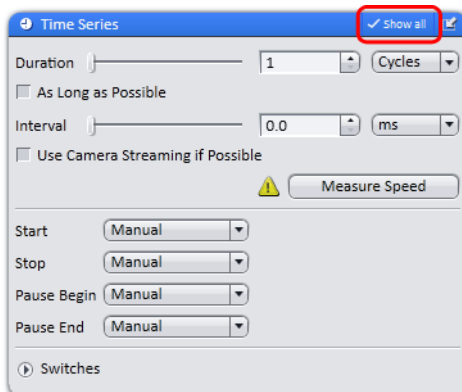 Time Series Show all
Duration 1 Cycles
As Long as Possible
Interval 0.0 ms
Use Camera Streaming if Possible
Measure Speed
Start Manual
Stop Manual
Pause Begin Manual
Pause End Manual
Switches